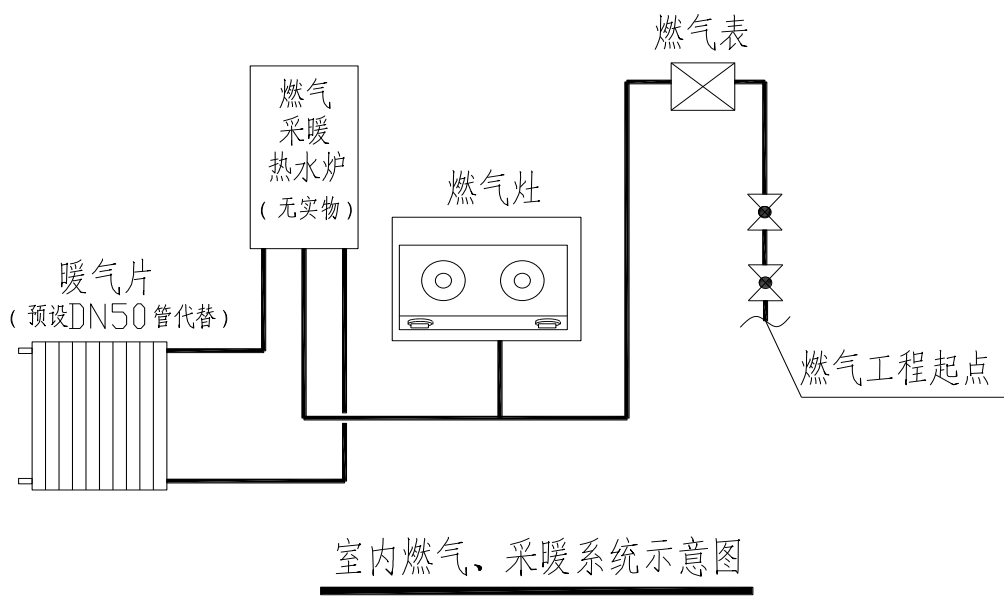 燃气表
燃气
采暖
热水炉
(无实物)
燃气灶
暖气片
(预设DN50管代替)
燃气工程起点
室内燃气、采暖系统示意图